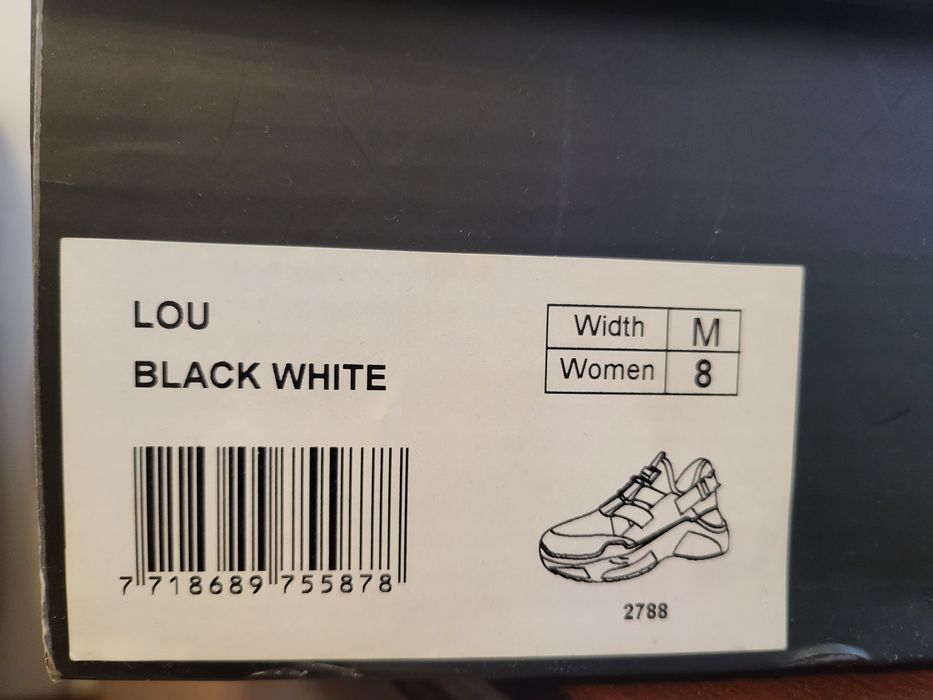 LOU
BLACK WHITE
Width M
Women 8
7 718689 755878
2788